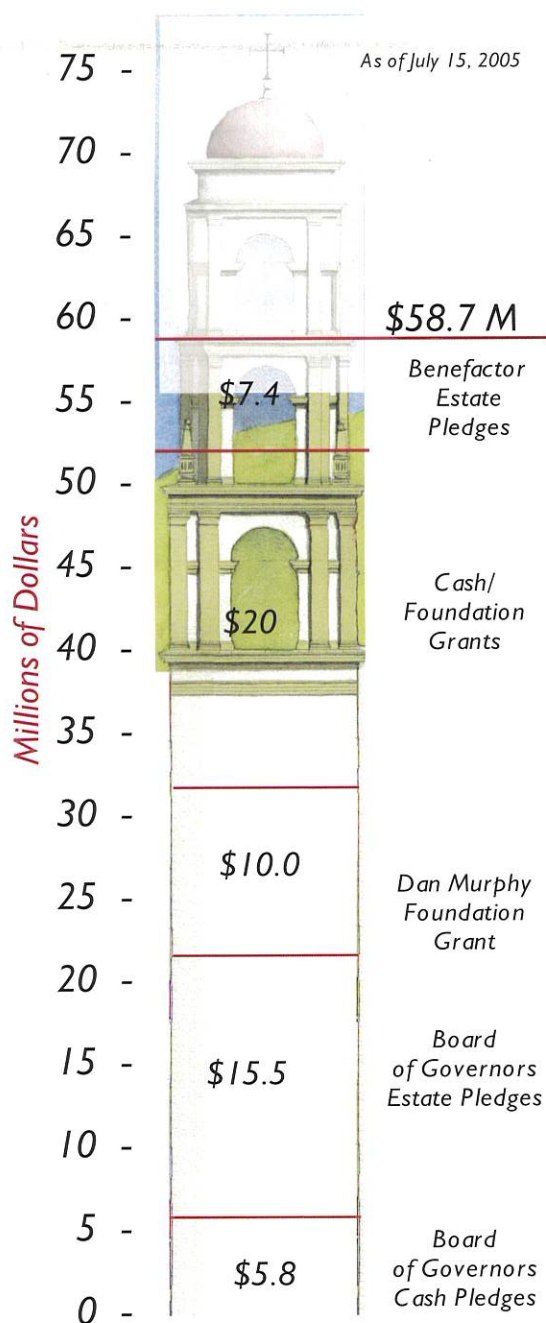 As of July 15, 2005
75 -
70 -
65 -
60 -
$58.7 M
Benefactor
Estate
Pledges
$7.4
55 -
50 -
45 -
Cash/
Foundation
Grants
$20
40 -
Millions of Dollars
35 -
30 -
$10.0
25 -
Dan Murphy
Foundation
Grant
20 -
15 -
$15.5
Board
of Governors
Estate Pledges
10 -
5 -
$5.8
Board
of Governors
Cash Pledges
0 -